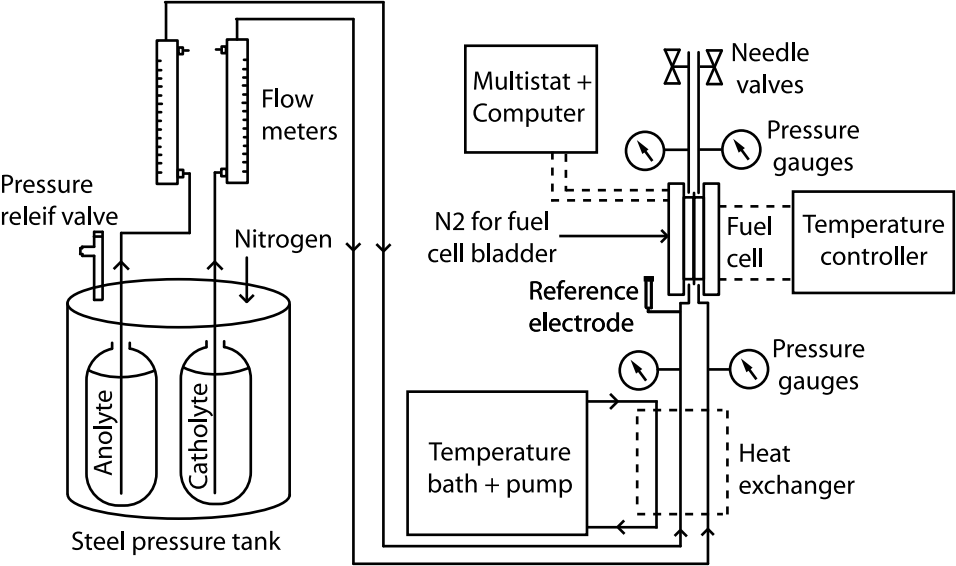 Flow
meters
Pressure
releif valve
Nitrogen
Anolyte
Catholyte
Steel pressure tank
Multistat +
Computer
Needle
valves
Pressure
gauges
N2 for fuel
cell bladder
Fuel
cell
Temperature
controller
Reference
electrode
Pressure
gauges
Temperature
bath + pump
Heat
exchanger